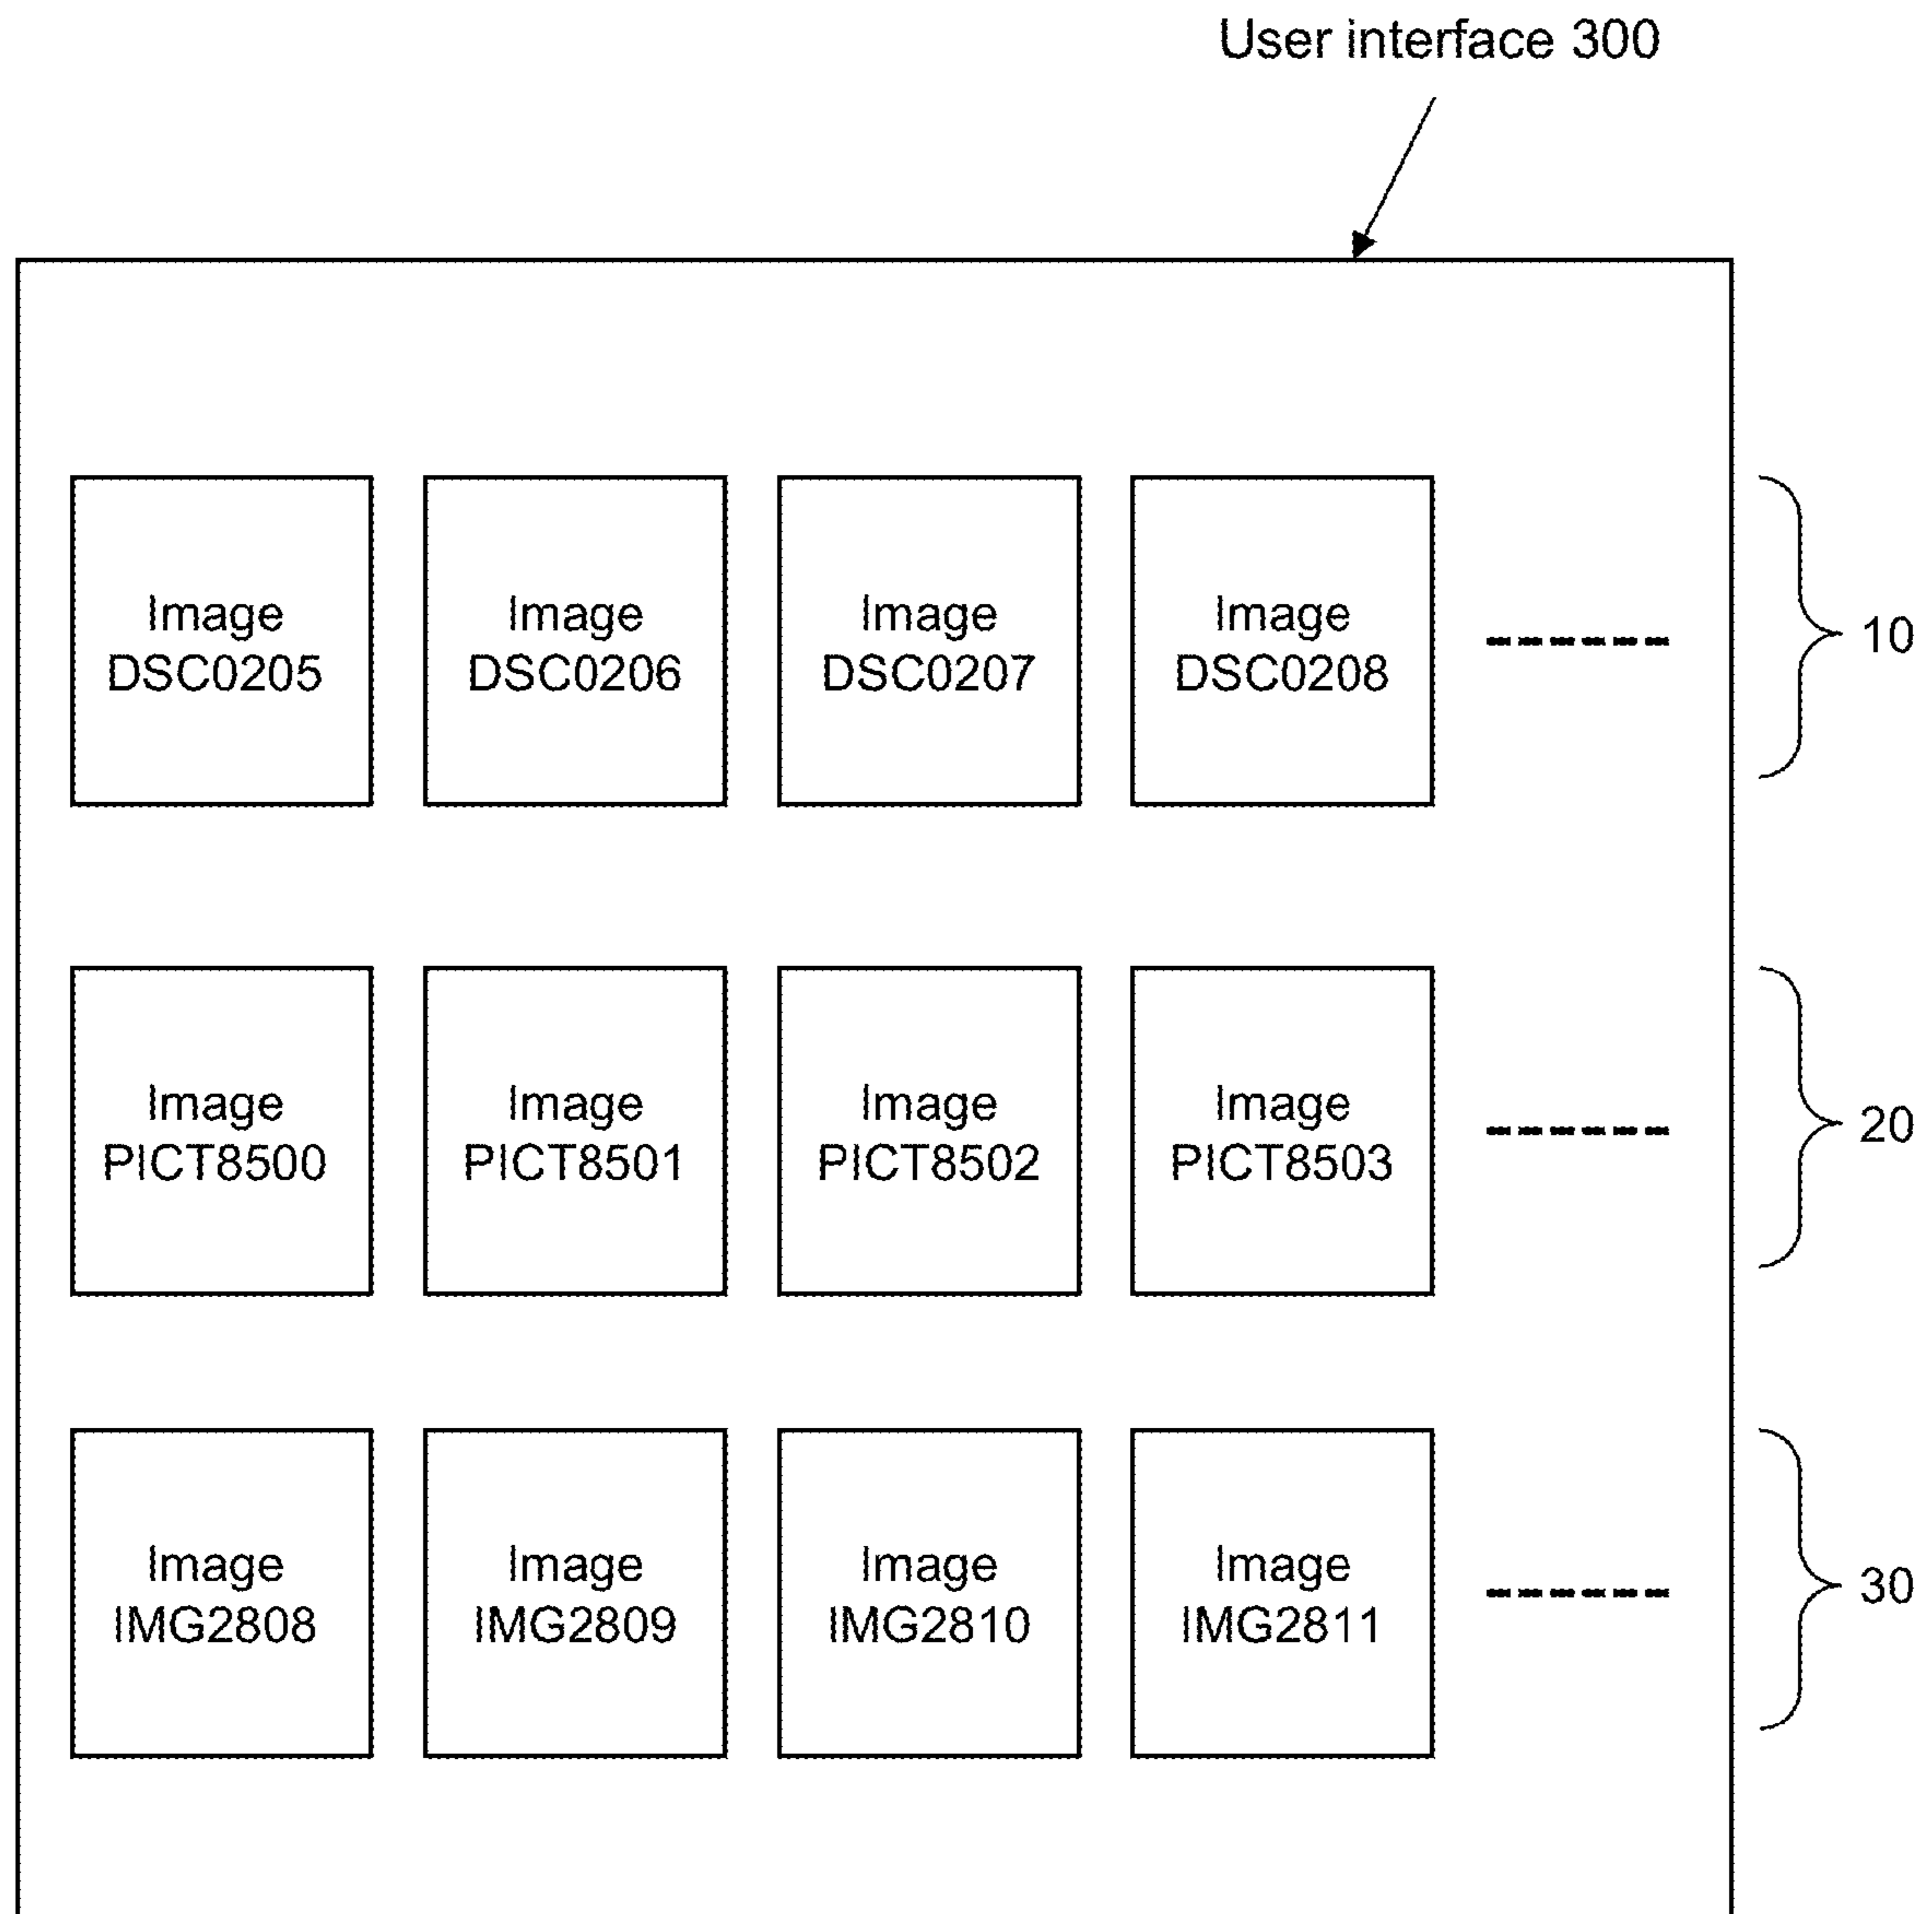 User interface 300
Image
DSC0205
Image
DSC0206
Image
DSC0207
Image
DSC0208
10
Image
PICT8500
Image
PICT8501
Image
PICT8502
Image
PICT8503
20
Image
IMG2808
Image
IMG2809
Image
IMG2810
Image
IMG2811
30